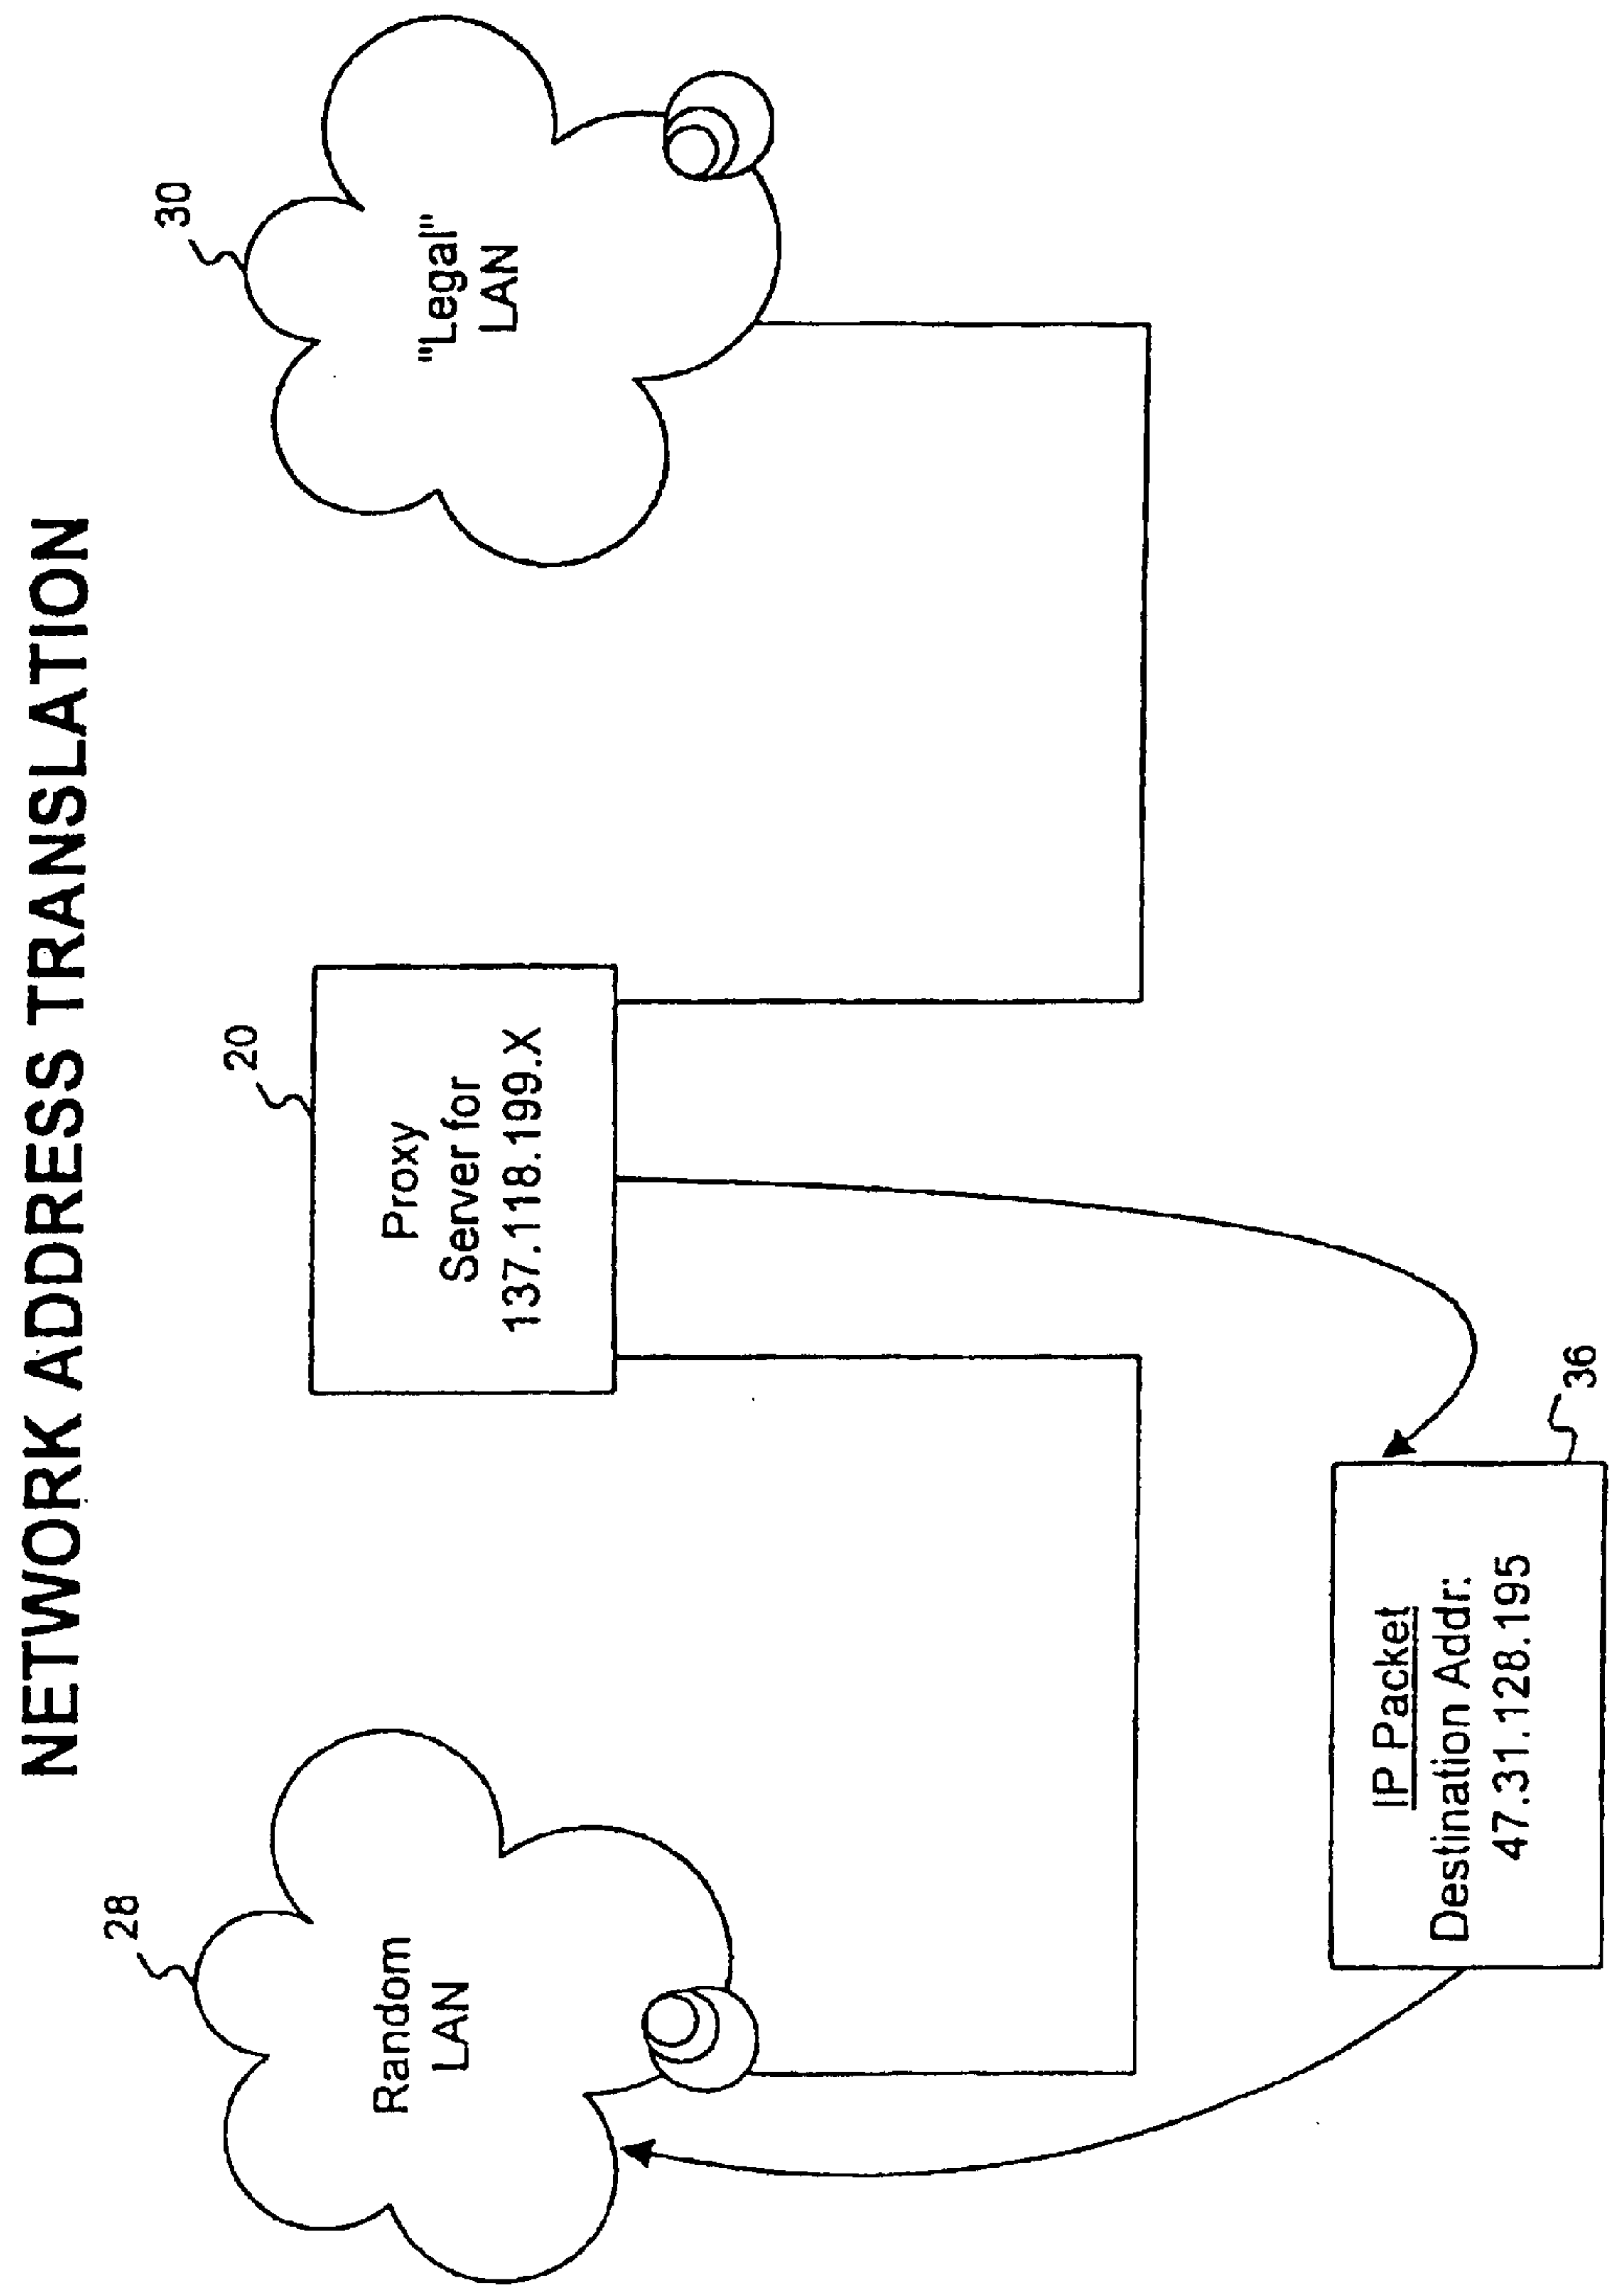 NETWORK ADDRESS TRANSLATION
28
Random
LAN
20
Proxy
Server for
137.118.199.X
30
"Legal"
LAN
IP Packet
Destination Addr:
47.31.128.195
36